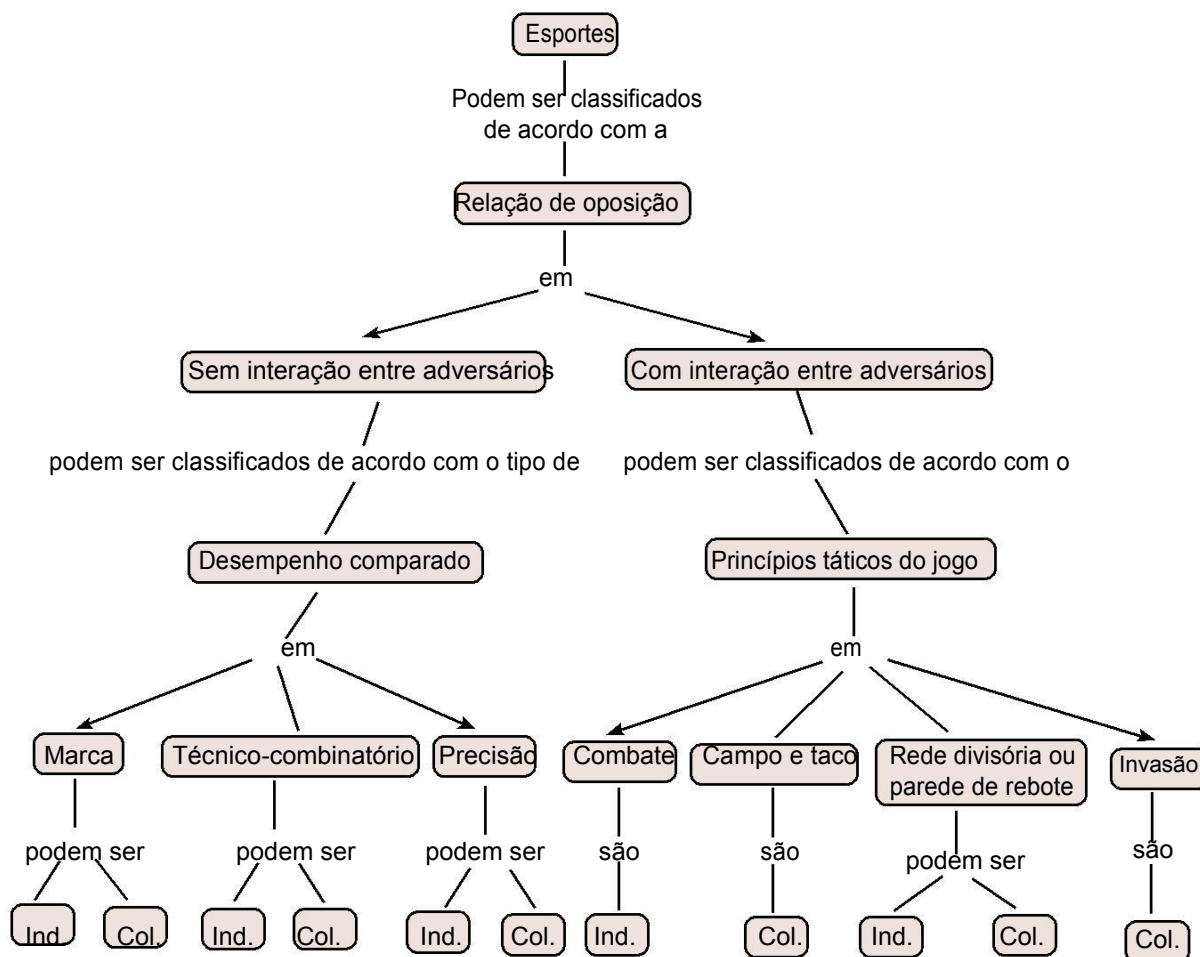 Esportes
Podem ser classificados
de acordo com a
Relação de oposição
em
Sem interação entre adversários
Com interação entre adversários
podem ser classificados de acordo com o tipo de
podem ser classificados de acordo com o
Desempenho comparado
Princípios táticos do jogo
em
em
Marca
Técnico-combinatório
Precisão
Combate
Campo e taco
Rede divisória ou
parede de rebote
Invasão
podem ser
podem ser
podem ser
são
são
podem ser
são
Ind.
Col.
Ind.
Col.
Ind.
Col.
Ind.
Col.
Ind.
Col.
Col.